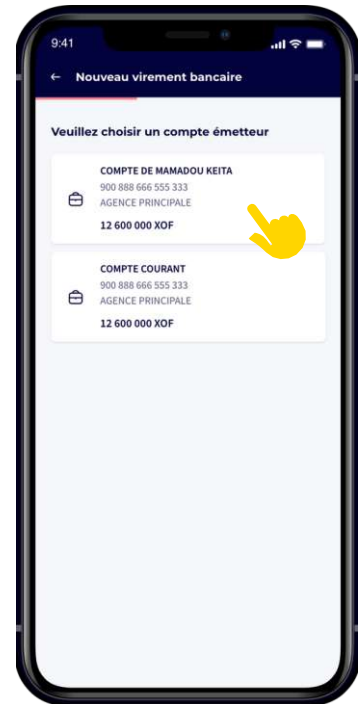 9:41
← Nouveau virement bancaire
Veuillez choisir un compte émetteur
COMPTE DE MAMADOU KEITA
900 888 666 555 333
AGENCE PRINCIPALE
12 600 000 XOF
COMPTE COURANT
900 888 666 555 333
AGENCE PRINCIPALE
12 600 000 XOF